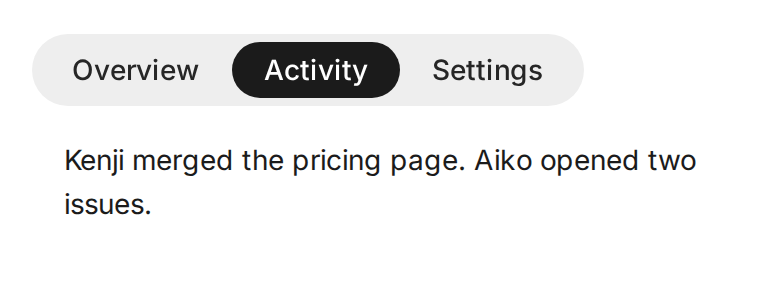 Overview Activity Settings
Kenji merged the pricing page. Aiko opened two
issues.